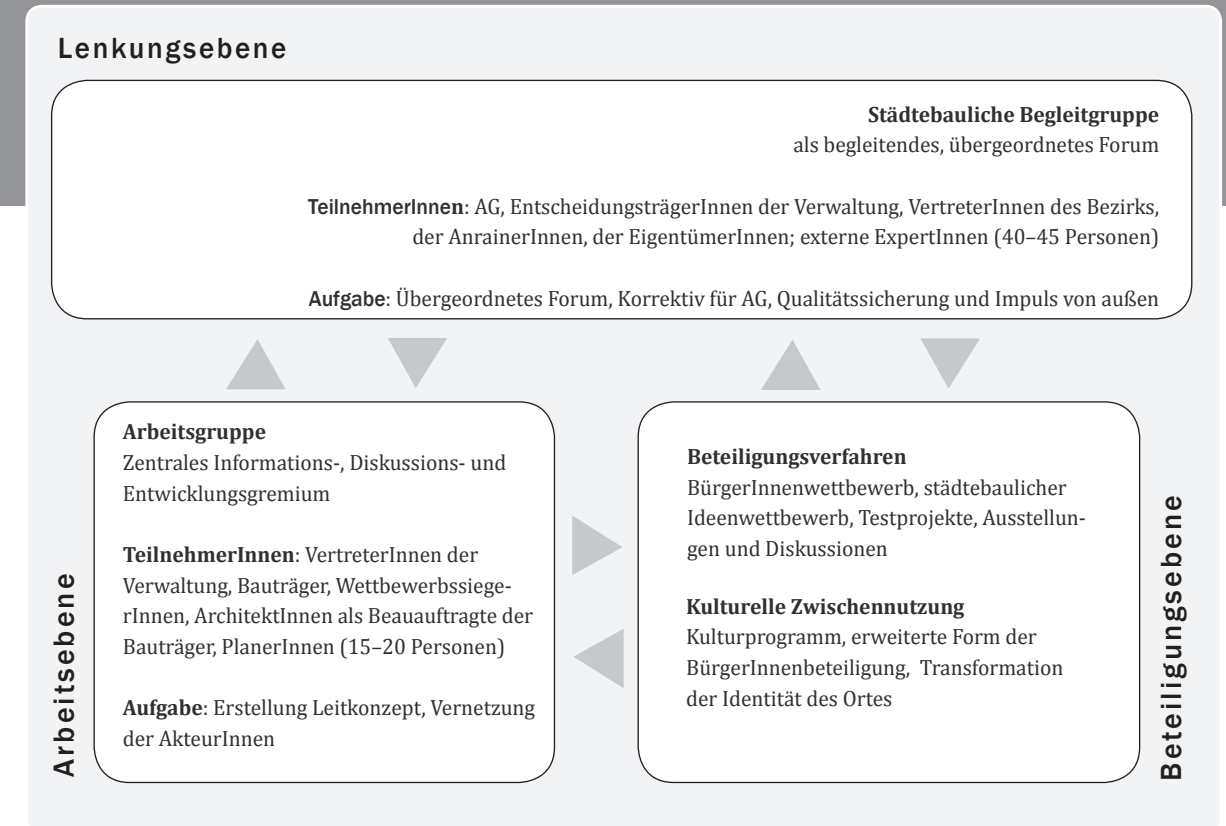 Lenkungsebene
Städtebauliche Begleitgruppe
als begleitendes, übergeordnetes Forum
TeilnehmerInnen: AG, EntscheidungsträgerInnen der Verwaltung, VertreterInnen des Bezirks,
der AnrainerInnen, der EigentümerInnen; externe ExpertInnen (40–45 Personen)
Aufgabe: Übergeordnetes Forum, Korrektiv für AG, Qualitätssicherung und Impuls von außen
Arbeitsebene
Arbeitsgruppe
Zentrales Informations-, Diskussions- und
Entwicklungsgremium
TeilnehmerInnen: VertreterInnen der
Verwaltung, Bauträger, Wettbewerbssiege-
rInnen, ArchitektInnen als Beauauftragte der
Bauträger, PlanerInnen (15–20 Personen)
Aufgabe: Erstellung Leitkonzept, Vernetzung
der AkteurInnen
Beteiligungsverfahren
BürgerInnenwettbewerb, städtebaulicher
Ideenwettbewerb, Testprojekte, Ausstellun-
gen und Diskussionen
Kulturelle Zwischennutzung
Kulturprogramm, erweiterte Form der
BürgerInnenbeteiligung, Transformation
der Identität des Ortes
Beteiligungsebene